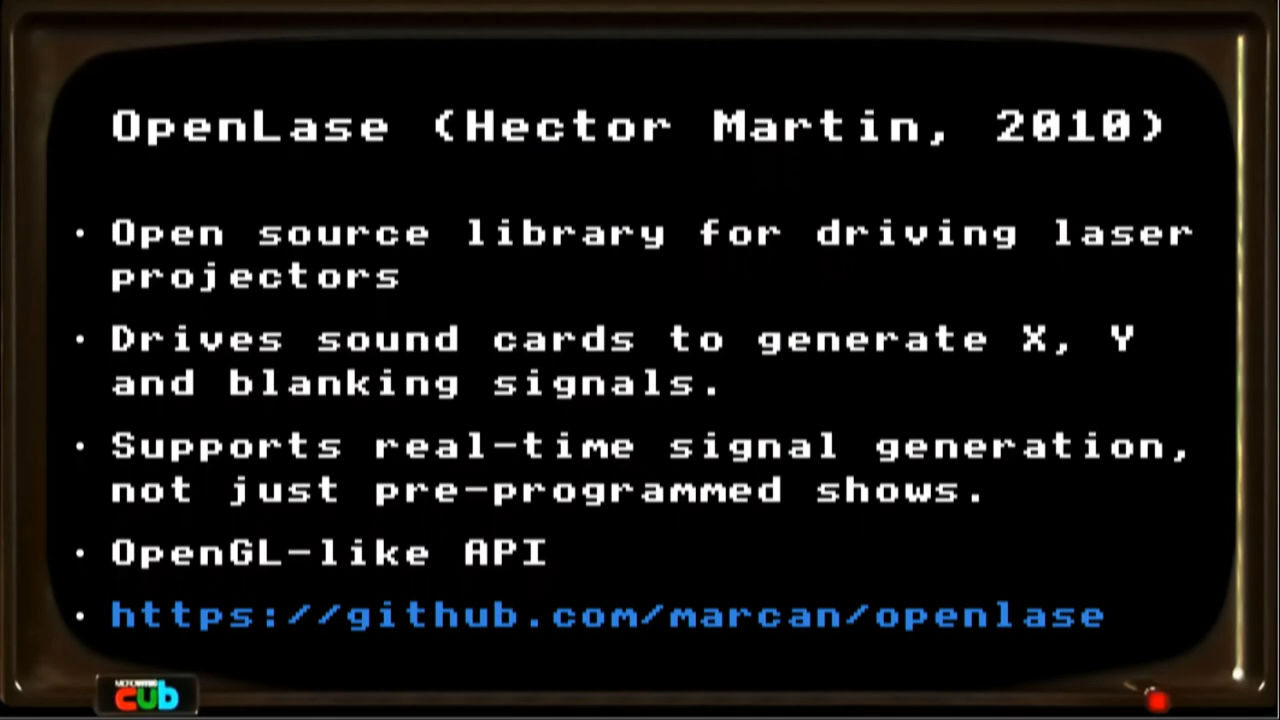 OpenLase (Hector Martin, 2010)
• Open source library for driving laser
projectors
• Drives sound cards to generate X, Y
and blanking signals.
• Supports real-time signal generation,
not just pre-programmed shows.
• OpenGL-like API
• https://github.com/marcan/openlase
cub